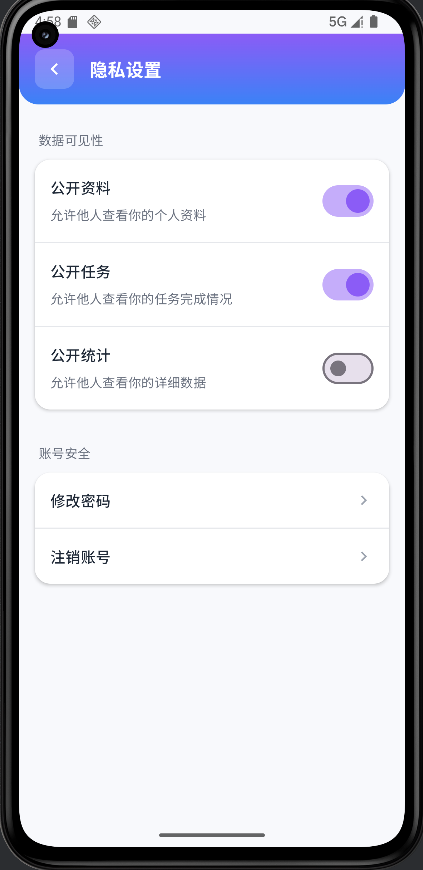 4:58
5G
隐私设置
数据可见性
公开资料
允许他人查看你的个人资料
公开任务
允许他人查看你的任务完成情况
公开统计
允许他人查看你的详细数据
账号安全
修改密码
注销账号